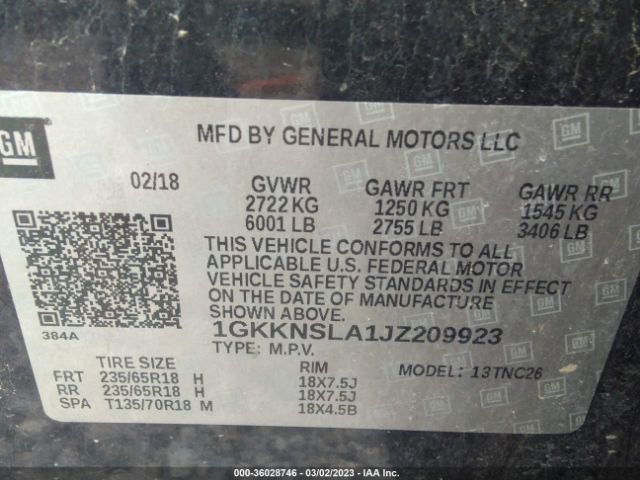 GM
MFD BY GENERAL MOTORS LLC
02/18 GVWR GAWR FRT GAWR RR
2722 KG 1250 KG 1545 KG
6001 LB 2755 LB 3406 LB
THIS VEHICLE CONFORMS TO ALL
APPLICABLE U.S. FEDERAL MOTOR
VEHICLE SAFETY STANDARDS IN EFFECT
ON THE DATE OF MANUFACTURE
SHOWN ABOVE.
384A
1GKKNSLA1JZ209923
TYPE: M.P.V.
MODEL: 13TNC26
TIRE SIZE RIM
FRT 235/65R18 H 18X7.5J
RR 235/65R18 H 18X7.5J
SPA T135/70R18 M 18X4.5B
000-36028746 - 03/02/2023 - IAA Inc.